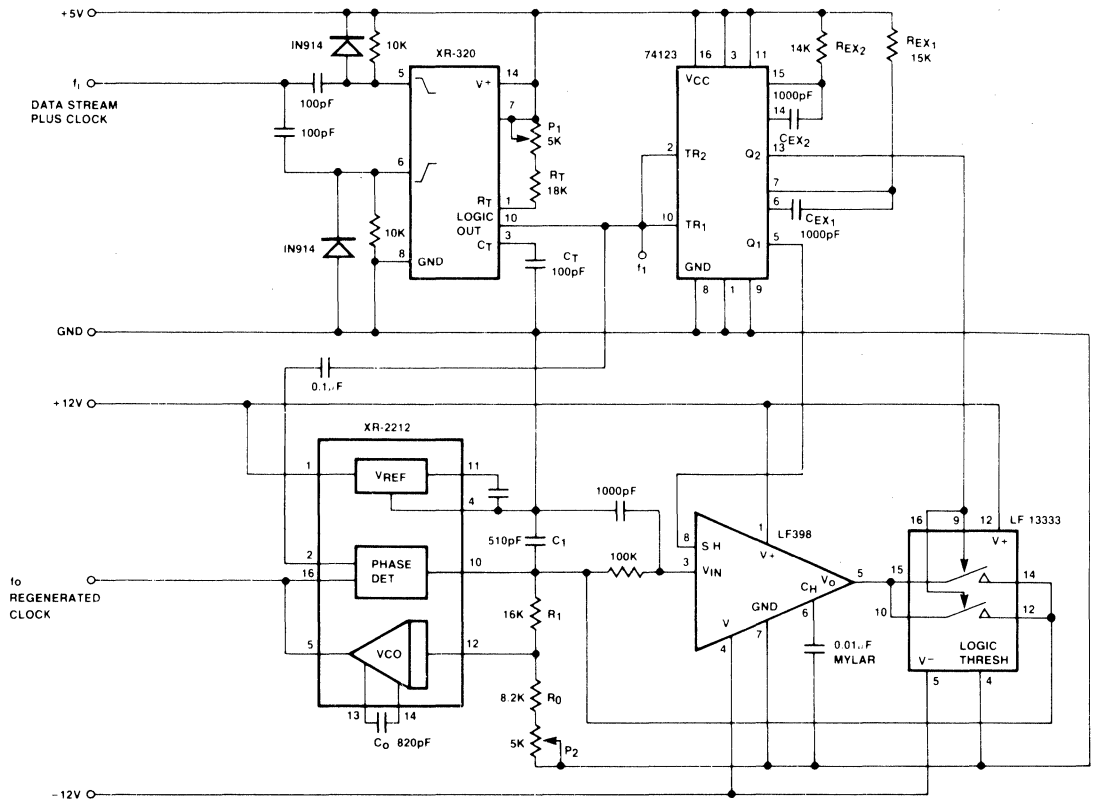 +5V
IN914
10K
XR-320
74123
16
3
11
14K
REX2
REX1
15K
fI
DATA STREAM
PLUS CLOCK
100pF
5
V+
14
7
P1
5K
VCC
15
1000pF
14
CEX2
100pF
6
RT
18K
2
TR2
Q2
13
7
6
CEX1
1000pF
IN914
10K
RT
1
LOGIC
OUT
10
CT
3
CT
100pF
8
GND
f1
10
TR1
Q1
5
GND
8
1
9
GND
0.1µF
+12V
XR-2212
1
VREF
11
4
1000pF
510pF
C1
8
SH
1
V+
LF398
16
9
12
LF 13333
V+
fo
REGENERATED
CLOCK
2
16
PHASE
DET
10
100K
3
VIN
VO
5
15
14
10
12
CH
6
GND
7
V
4
0.01µF
MYLAR
LOGIC
THRESH
V−
5
4
16K
R1
5
VCO
12
8.2K
R0
13
14
CO 820pF
5K
P2
−12V